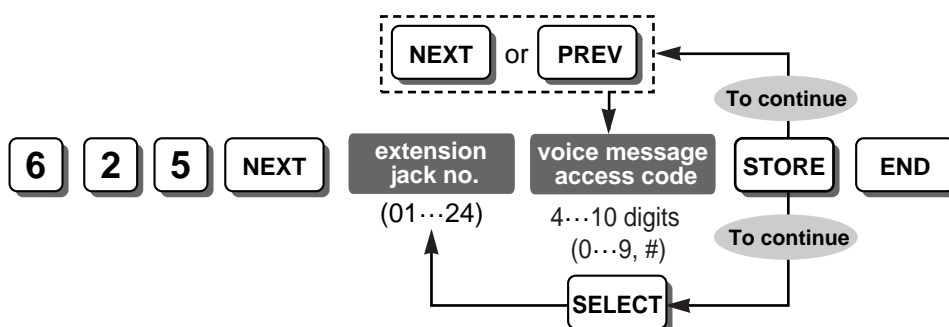 NEXT or PREV
To continue
6 2 5 NEXT extension jack no. voice message access code STORE END
(01···24) 4···10 digits (0···9, #)
To continue
SELECT